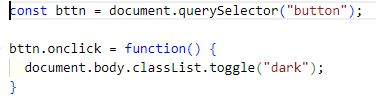 const bttn = document.querySelector("button");
bttn.onclick = function() {
document.body.classList.toggle("dark");
}